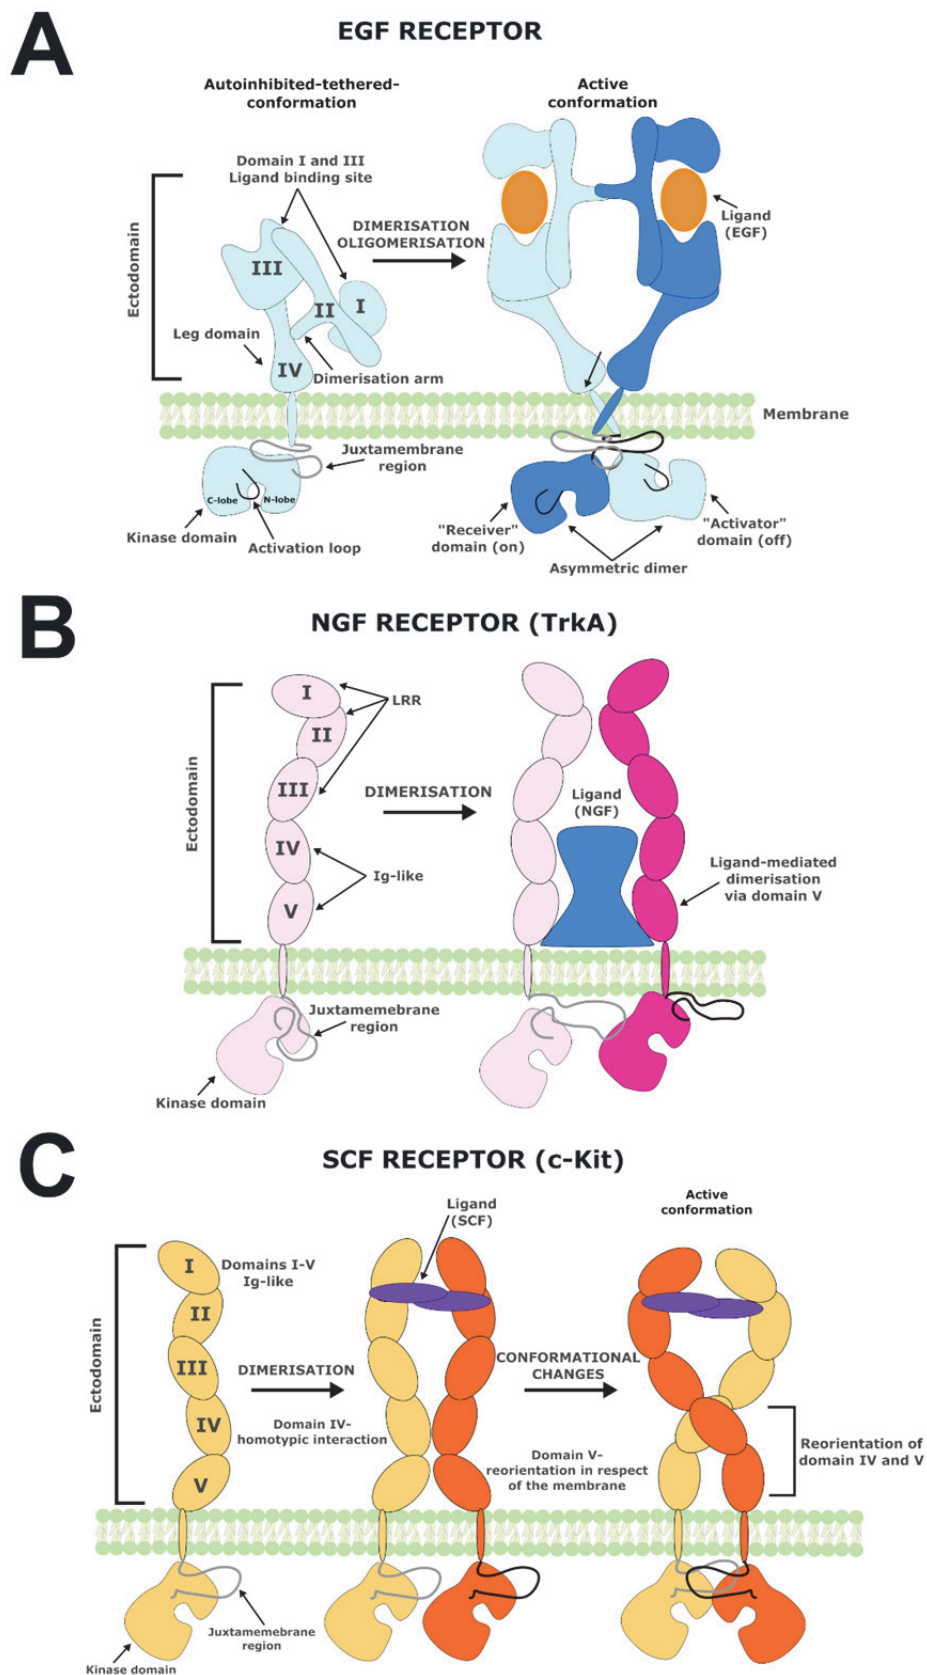 A
EGF RECEPTOR
Autoinhibited-tethered-
conformation
Active
conformation
Domain I and III
Ligand binding site
DIMERISATION
OLIGOMERISATION
Ligand
(EGF)
Ectodomain
III
II
I
IV
Leg domain
Dimerisation arm
Membrane
Juxtamembrane
region
C-lobe
N-lobe
Kinase domain
Activation loop
"Receiver"
domain (on)
"Activator"
domain (off)
Asymmetric dimer
B
NGF RECEPTOR (TrkA)
Ectodomain
I
II
III
IV
V
LRR
Ig-like
DIMERISATION
Ligand
(NGF)
Ligand-mediated
dimerisation
via domain V
Juxtamemebrane
region
Kinase domain
C
SCF RECEPTOR (c-Kit)
Ligand
(SCF)
Active
conformation
Ectodomain
I
II
III
IV
V
Domains I-V
Ig-like
DIMERISATION
CONFORMATIONAL
CHANGES
Domain IV-
homotypic interaction
Domain V-
reorientation in respect
of the membrane
Reorientation of
domain IV and V
Juxtamemebrane
region
Kinase domain